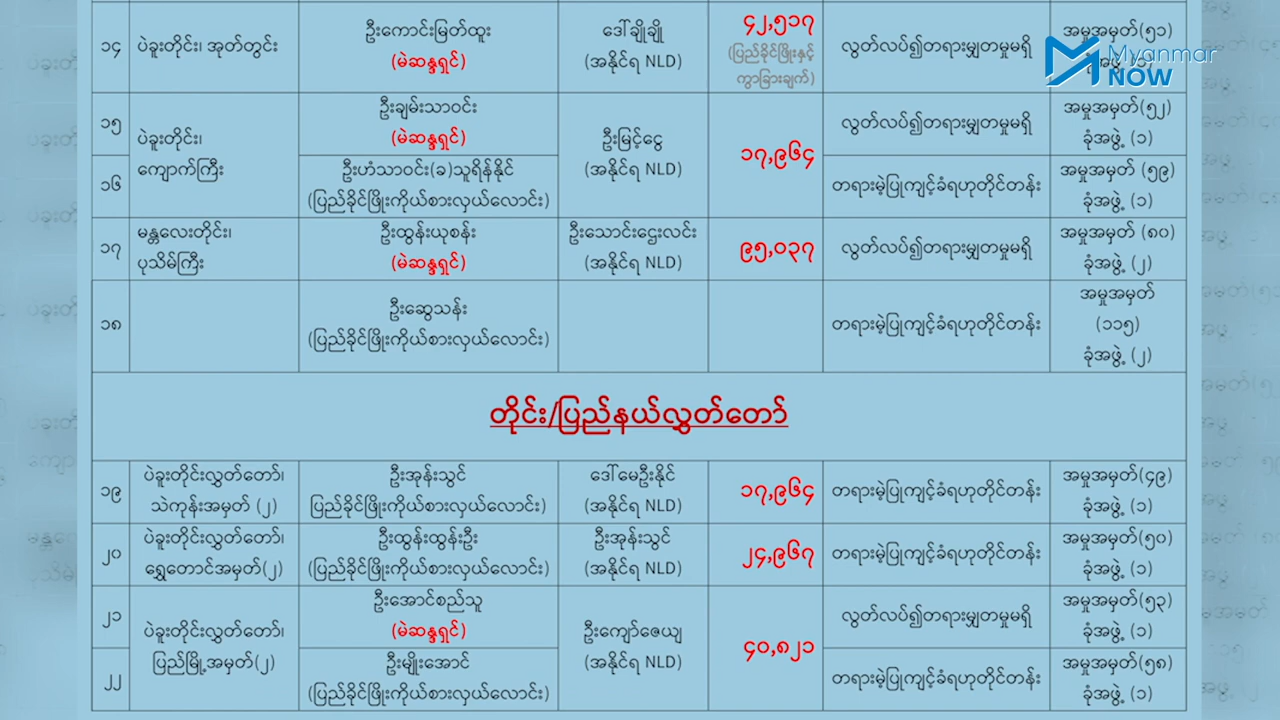 ၁၄
ပဲခူးတိုင်း၊ အုတ်တွင်း
ဦးကောင်းမြတ်ထူး
(မဲဆန္ဒရှင်)
ဒေါ်ချိုချို
(အနိုင်ရ NLD)
၄၂,၅၁၇
(ပြည်ခိုင်ဖြိုးနှင့်
ကွာခြားချက်)
လွတ်လပ်၍တရားမျှတမှုမရှိ
အမှုအမှတ်(၅၁)
Myanmar
NOW
၁၅
ပဲခူးတိုင်း၊
ကျောက်ကြီး
ဦးချမ်းသာဝင်း
(မဲဆန္ဒရှင်)
ဦးမြင့်ငွေ
(အနိုင်ရ NLD)
၁၇,၉၆၄
လွတ်လပ်၍တရားမျှတမှုမရှိ
အမှုအမှတ်(၅၂)
ခုံအဖွဲ့ (၁)
၁၆
ဦးဟံသာဝင်း(ခ)သူရိန်နိုင်
(ပြည်ခိုင်ဖြိုးကိုယ်စားလှယ်လောင်း)
တရားမဲ့ပြုကျင့်ခံရဟုတိုင်တန်း
အမှုအမှတ် (၅၉)
ခုံအဖွဲ့ (၁)
၁၇
မန္တလေးတိုင်း၊
ပုသိမ်ကြီး
ဦးထွန်းယုစန်း
(မဲဆန္ဒရှင်)
ဦးသောင်းဌေးလင်း
(အနိုင်ရ NLD)
၉၅,၀၃၇
လွတ်လပ်၍တရားမျှတမှုမရှိ
အမှုအမှတ် (၈၀)
ခုံအဖွဲ့ (၂)
၁၈
ဦးဆွေသန်း
(ပြည်ခိုင်ဖြိုးကိုယ်စားလှယ်လောင်း)
တရားမဲ့ပြုကျင့်ခံရဟုတိုင်တန်း
အမှုအမှတ်
(၁၁၅)
ခုံအဖွဲ့ (၂)
တိုင်း/ပြည်နယ်လွှတ်တော်
၁၉
ပဲခူးတိုင်းလွှတ်တော်၊
သဲကုန်းအမှတ် (၂)
ဦးအုန်းသွင်
ပြည်ခိုင်ဖြိုးကိုယ်စားလှယ်လောင်း)
ဒေါ်မေဦးနိုင်
(အနိုင်ရ NLD)
၁၇,၉၆၄
တရားမဲ့ပြုကျင့်ခံရဟုတိုင်တန်း
အမှုအမှတ်(၄၉)
ခုံအဖွဲ့ (၁)
၂၀
ပဲခူးတိုင်းလွှတ်တော်၊
ရွှေတောင်အမှတ်(၂)
ဦးထွန်းထွန်းဦး
(ပြည်ခိုင်ဖြိုးကိုယ်စားလှယ်လောင်း)
ဦးအုန်းသွင်
(အနိုင်ရ NLD)
၂၄,၉၆၇
တရားမဲ့ပြုကျင့်ခံရဟုတိုင်တန်း
အမှုအမှတ်(၅၀)
ခုံအဖွဲ့ (၁)
၂၁
ပဲခူးတိုင်းလွှတ်တော်၊
ပြည်မြို့အမှတ်(၂)
ဦးအောင်စည်သူ
(မဲဆန္ဒရှင်)
ဦးကျော်ဇေယျ
(အနိုင်ရ NLD)
၄၀,၈၂၁
လွတ်လပ်၍တရားမျှတမှုမရှိ
အမှုအမှတ်(၅၃)
ခုံအဖွဲ့ (၁)
၂၂
ဦးမျိုးအောင်
(ပြည်ခိုင်ဖြိုးကိုယ်စားလှယ်လောင်း)
တရားမဲ့ပြုကျင့်ခံရဟုတိုင်တန်း
အမှုအမှတ်(၅၈)
ခုံအဖွဲ့ (၁)